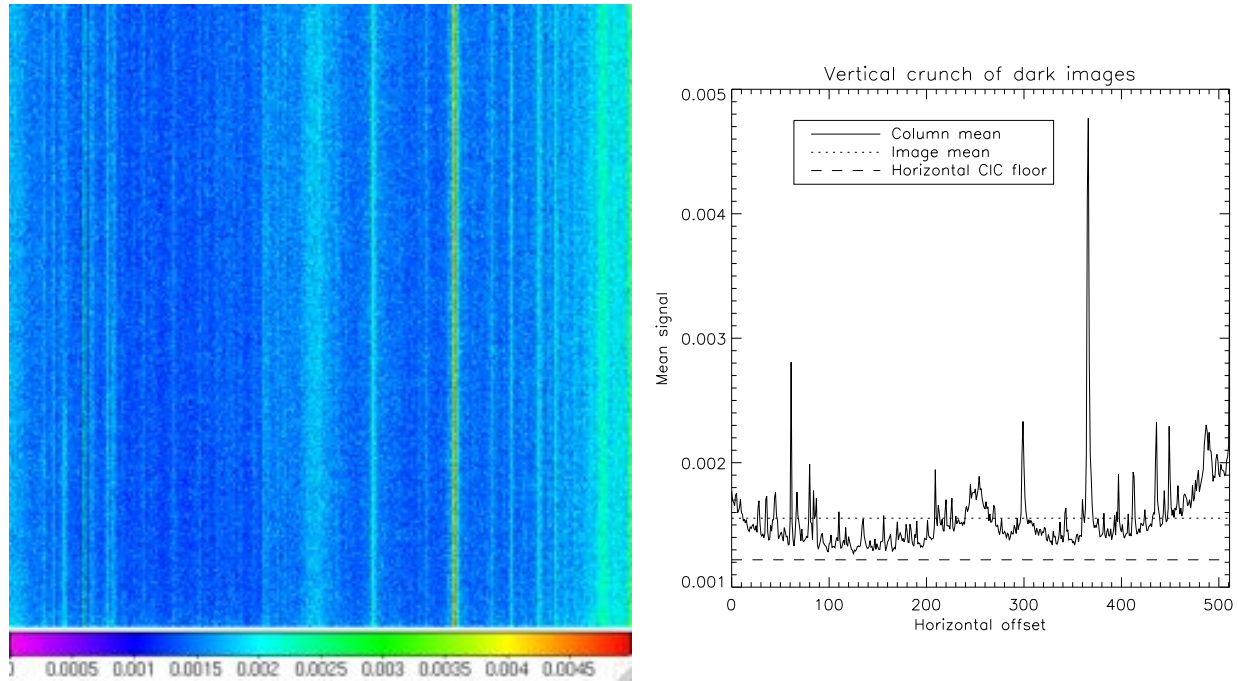 0.0005 0.001 0.0015 0.002 0.0025 0.003 0.0035 0.004 0.0045
Vertical crunch of dark images
0.005
0.004
0.003
0.002
0.001
Mean signal
Column mean
Image mean
Horizontal CIC floor
0 100 200 300 400 500
Horizontal offset